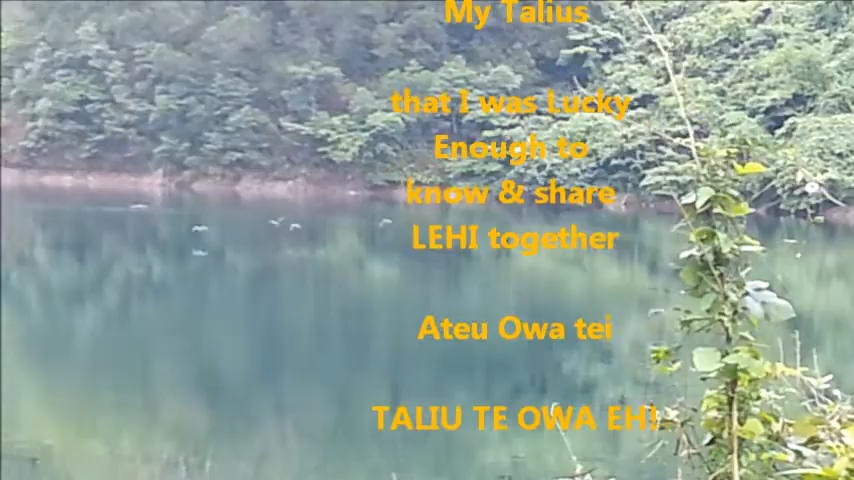 My Talius
that I was Lucky
Enough to
know & share
LEHI together
Ateu Owa tei
TALIU TE OWA EH!